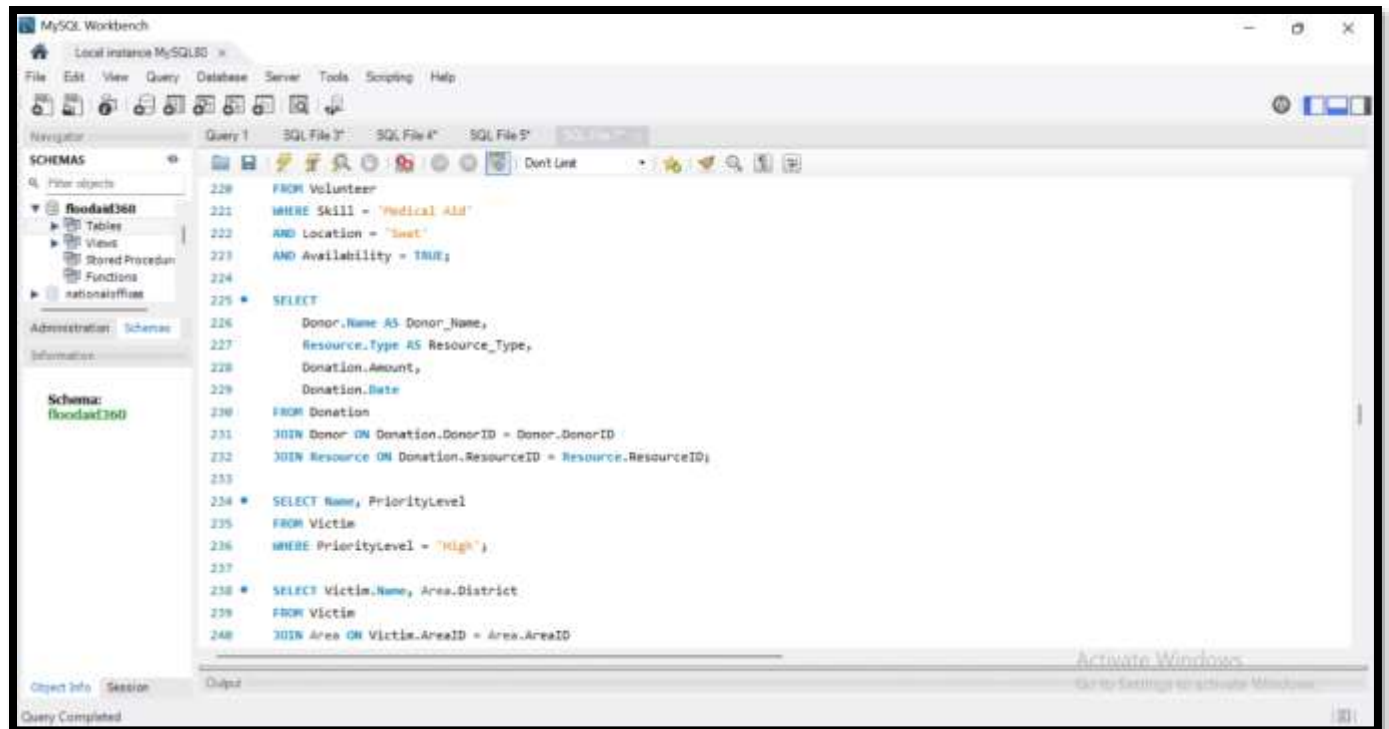 MySQL Workbench
Local instance MySQL80 ×
File Edit View Query Database Server Tools Scripting Help
Navigator
Query 1 SQL File 3* SQL File 4* SQL File 5*
SCHEMAS
Don't Limit
Filter objects
floodaid360
Tables
Views
Stored Procedur
Functions
nationaloffices
Administration Schemas
Information
Schema:
floodaid360
220 FROM Volunteer
221 WHERE Skill = 'Medical Aid'
222 AND Location = 'Swat'
223 AND Availability = TRUE;
224
225 SELECT
226 Donor.Name AS Donor_Name,
227 Resource.Type AS Resource_Type,
228 Donation.Amount,
229 Donation.Date
230 FROM Donation
231 JOIN Donor ON Donation.DonorID = Donor.DonorID
232 JOIN Resource ON Donation.ResourceID = Resource.ResourceID;
233
234 SELECT Name, PriorityLevel
235 FROM Victim
236 WHERE PriorityLevel = 'High';
237
238 SELECT Victim.Name, Area.District
239 FROM Victim
240 JOIN Area ON Victim.AreaID = Area.AreaID
Activate Windows
Go to Settings to activate Windows.
Object Info Session
Output
Query Completed